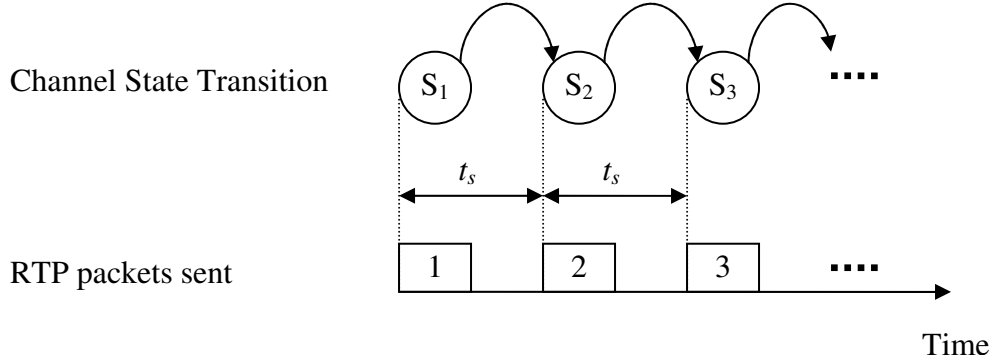 Channel State Transition S₁ S₂ S₃ ....
tₛ tₛ
RTP packets sent 1 2 3 ....
Time